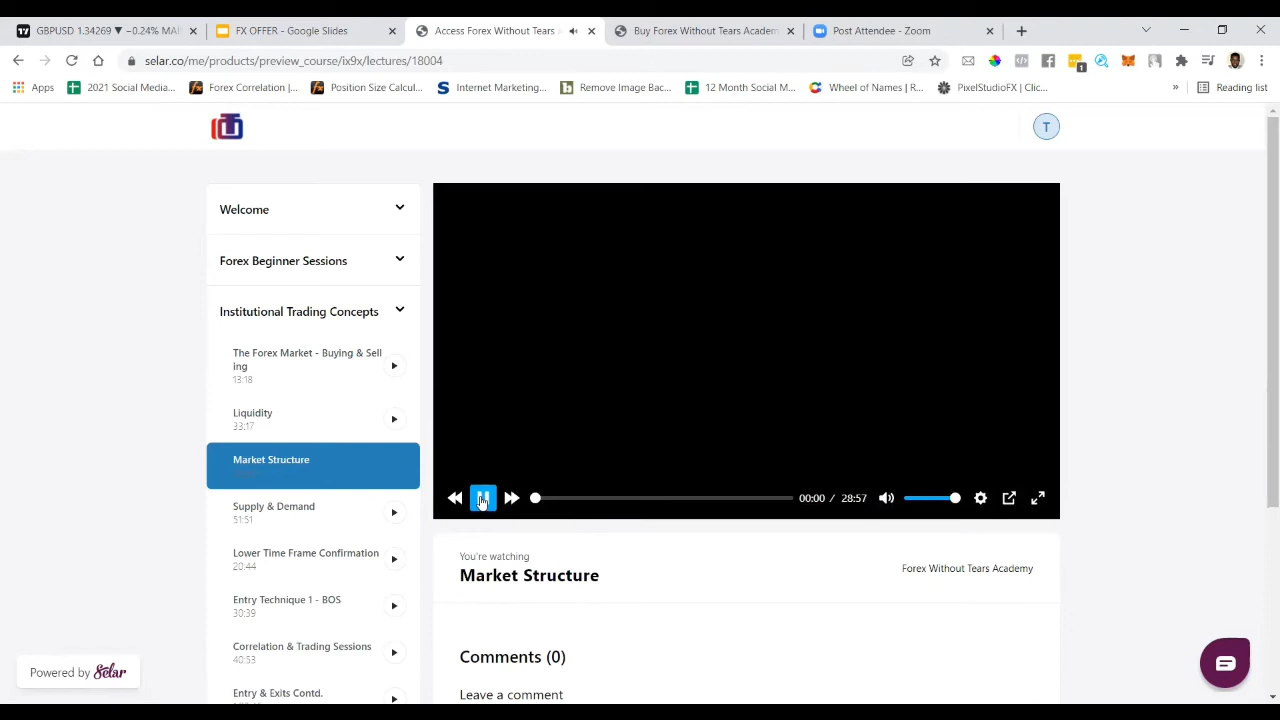 GBPUSD 1.34269 ▼ −0.24% MA
FX OFFER - Google Slides
Access Forex Without Tears
Buy Forex Without Tears Academ
Post Attendee - Zoom
selar.co/me/products/preview_course/ix9x/lectures/18004
1
Apps
2021 Social Media...
Forex Correlation |...
Position Size Calcul...
Internet Marketing...
Remove Image Bac...
12 Month Social M...
Wheel of Names | R...
PixelStudioFX | Clic...
»
Reading list
T
Welcome
Forex Beginner Sessions
Institutional Trading Concepts
The Forex Market - Buying & Sell
ing
13:18
Liquidity
33:17
Market Structure
Supply & Demand
51:51
Lower Time Frame Confirmation
20:44
Entry Technique 1 - BOS
30:39
Correlation & Trading Sessions
40:53
Entry & Exits Contd.
00:00 / 28:57
You're watching
Market Structure
Forex Without Tears Academy
Comments (0)
Leave a comment
Powered by Selar